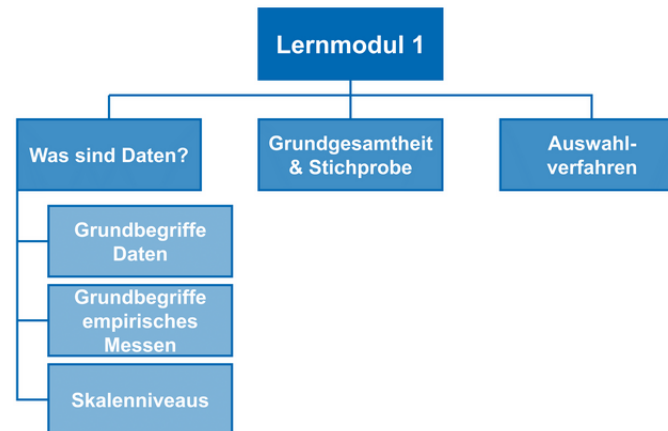 Lernmodul 1
Was sind Daten?
Grundgesamtheit
& Stichprobe
Auswahl-
verfahren
Grundbegriffe
Daten
Grundbegriffe
empirisches
Messen
Skalenniveaus